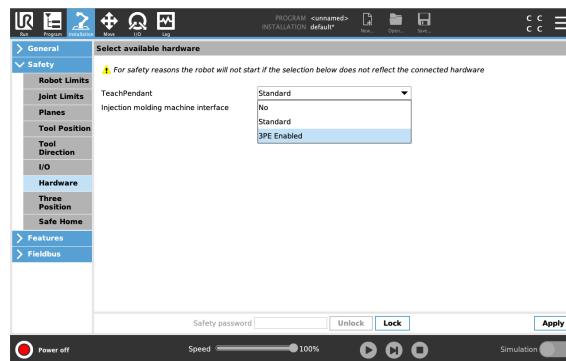 UR
Run Program Installation Move I/O Log
PROGRAM <unnamed>
INSTALLATION default*
New... Open... Save...
C C
C C
General
Safety
Robot Limits
Joint Limits
Planes
Tool Position
Tool
Direction
I/O
Hardware
Three
Position
Safe Home
Features
Fieldbus
Select available hardware
For safety reasons the robot will not start if the selection below does not reflect the connected hardware
TeachPendant Standard
Injection molding machine interface
No
Standard
3PE Enabled
Safety password Unlock Lock Apply
Power off Speed 100% Simulation